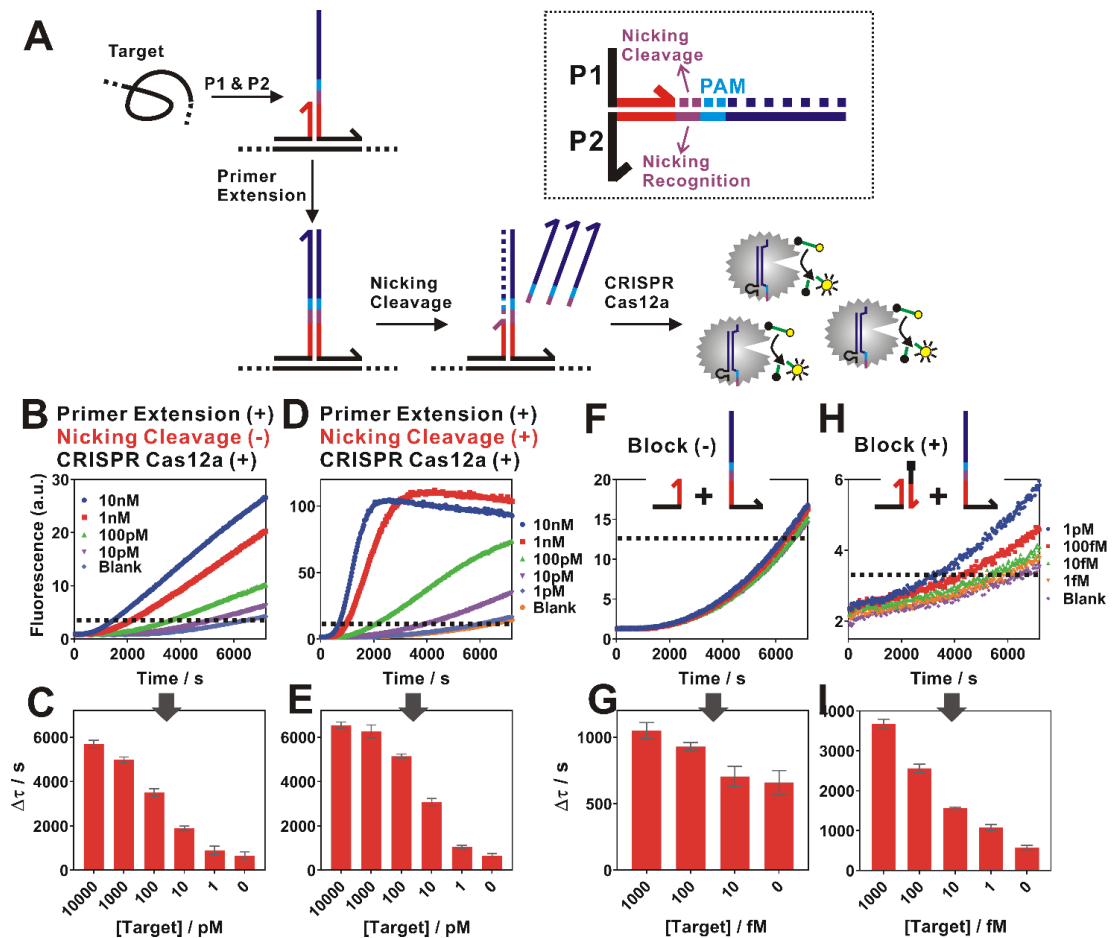 A
Target
P1 & P2
Primer
Extension
Nicking
Cleavage
CRISPR
Cas12a
Nicking
Cleavage
P1
PAM
P2
Nicking
Recognition
B
Primer Extension (+)
Nicking Cleavage (-)
CRISPR Cas12a (+)
Fluorescence (a.u.)
30
20
10
0
10nM
1nM
100pM
10pM
Blank
0 2000 4000 6000
Time / s
D
Primer Extension (+)
Nicking Cleavage (+)
CRISPR Cas12a (+)
100
75
50
25
0
10nM
1nM
100pM
10pM
1pM
Blank
0 2000 4000 6000
Time / s
F
Block (-)
+
25
20
15
10
5
0
0 2000 4000 6000
Time / s
H
Block (+)
+
6
4
2
1pM
100fM
10fM
1fM
Blank
0 2000 4000 6000
Time / s
C
Δτ / s
6000
4000
2000
0
10000 1000 100 10 1 0
[Target] / pM
E
6000
4000
2000
0
10000 1000 100 10 1 0
[Target] / pM
G
Δτ / s
1000
500
0
1000 100 10 0
[Target] / fM
I
4000
3000
2000
1000
0
1000 100 10 1 0
[Target] / fM